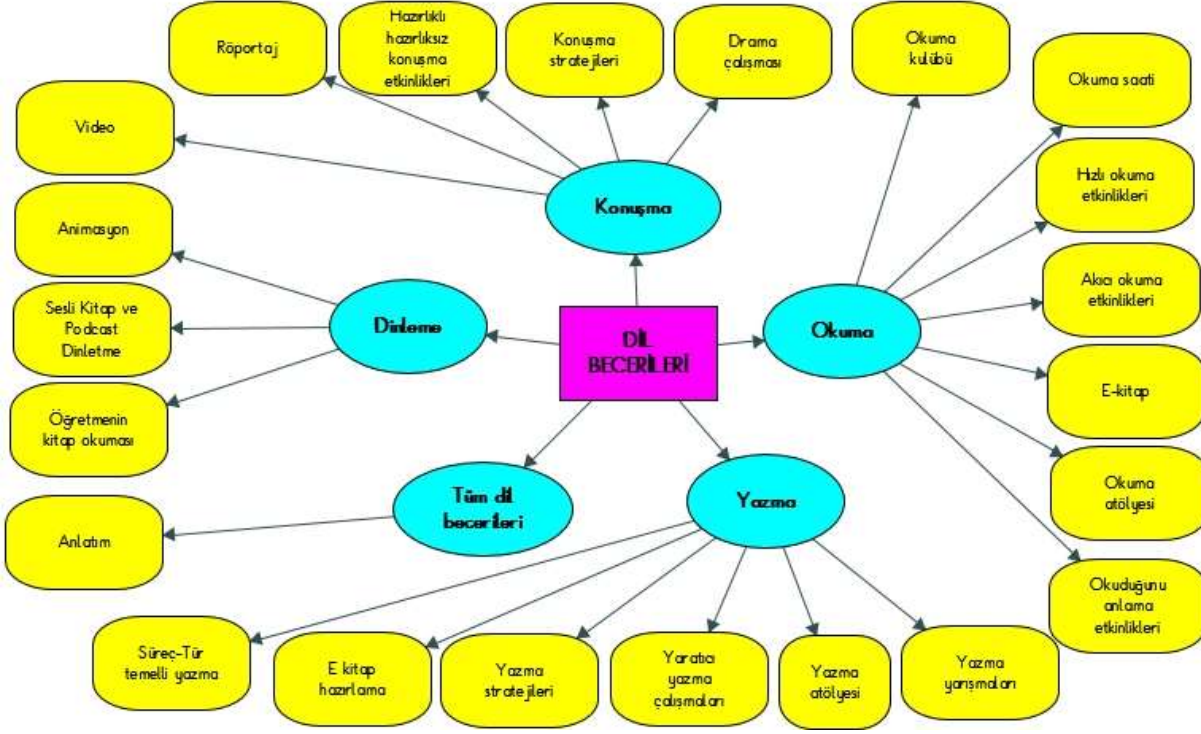 Röportaj
Hazırlıklı
hazırlıksız
konuşma
etkinlikleri
Konuşma
stratejileri
Drama
çalışması
Okuma
kulübü
Okuma saati
Video
Hızlı okuma
etkinlikleri
Konuşma
Animasyon
Akıcı okuma
etkinlikleri
Sesli Kitap ve
Podcast
Dinletme
Dinleme
DİL
BECERİLERİ
Okuma
E-kitap
Öğretmenin
kitap okuması
Okuma
atölyesi
Tüm dil
becerileri
Yazma
Anlatım
Okuduğunu
anlama
etkinlikleri
Süreç-Tür
temelli yazma
E kitap
hazırlama
Yazma
stratejileri
Yaratıcı
yazma
çalışmaları
Yazma
atölyesi
Yazma
yarışmaları